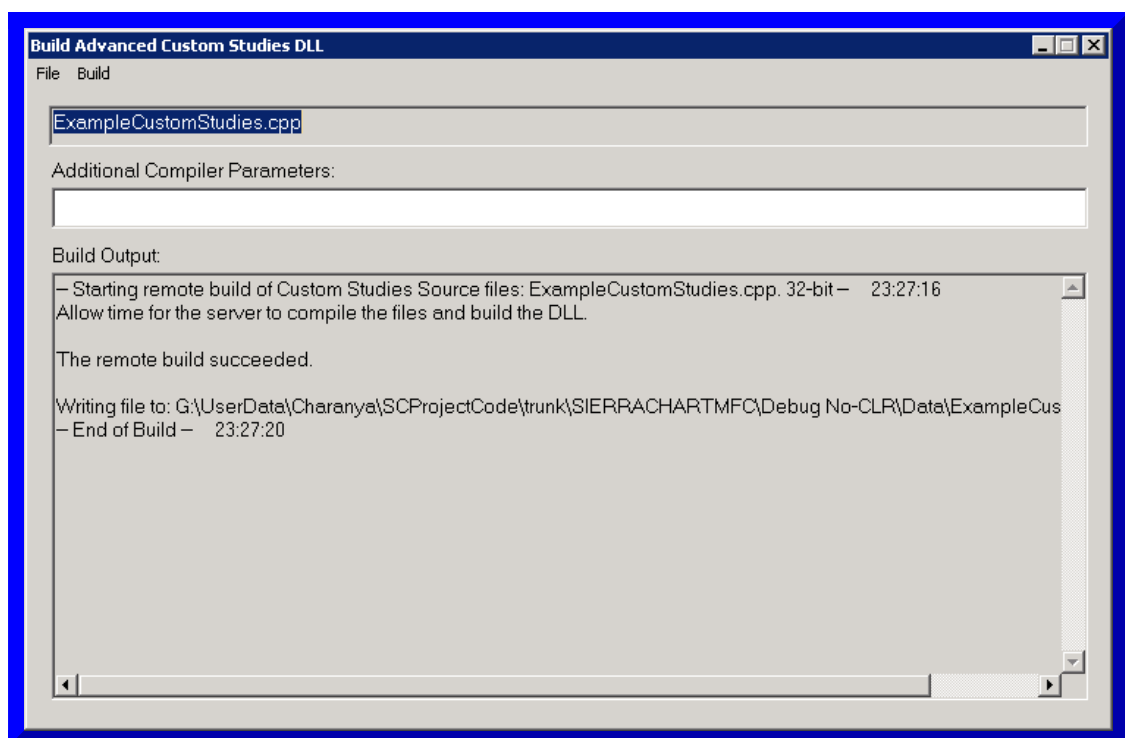 Build Advanced Custom Studies DLL
File Build
ExampleCustomStudies.cpp
Additional Compiler Parameters:
Build Output:
– Starting remote build of Custom Studies Source files: ExampleCustomStudies.cpp. 32-bit – 23:27:16
Allow time for the server to compile the files and build the DLL.
The remote build succeeded.
Writing file to: G:\UserData\Charanya\SCProjectCode\trunk\SIERRACHARTMFC\Debug No-CLR\Data\ExampleCus
– End of Build – 23:27:20